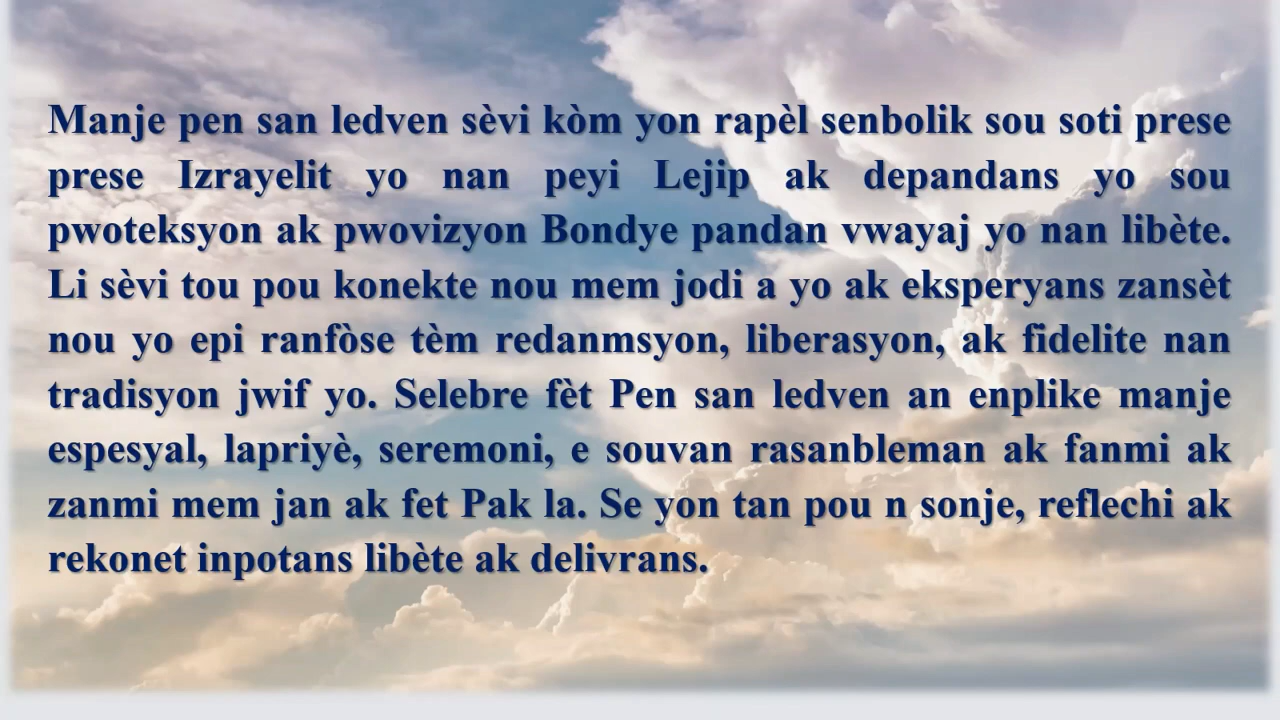 Manje pen san ledven sèvi kòm yon rapèl senbolik sou soti prese
prese Izrayelit yo nan peyi Lejip ak depandans yo sou
pwoteksyon ak pwovizyon Bondye pandan vwayaj yo nan libète.
Li sèvi tou pou konekte nou mem jodi a yo ak eksperyans zansèt
nou yo epi ranfòse tèm redanmsyon, liberasyon, ak fidelite nan
tradisyon jwif yo. Selebre fèt Pen san ledven an enplike manje
espesyal, lapriyè, seremoni, e souvan rasanbleman ak fanmi ak
zanmi mem jan ak fet Pak la. Se yon tan pou n sonje, reflechi ak
rekonet inpotans libète ak delivrans.